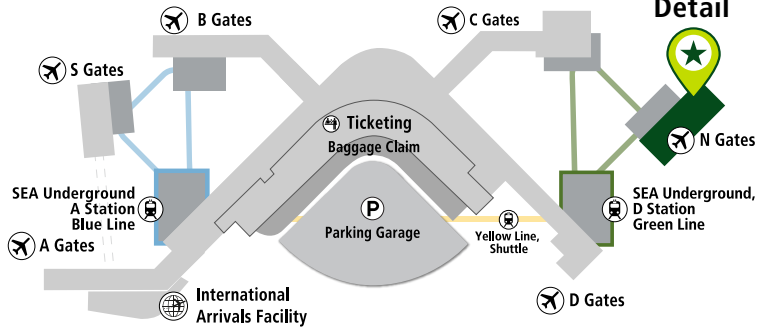 Detail
B Gates
C Gates
S Gates
Ticketing
Baggage Claim
N Gates
SEA Underground
A Station
Blue Line
P
Parking Garage
SEA Underground,
D Station
Green Line
Yellow Line,
Shuttle
A Gates
International
Arrivals Facility
D Gates